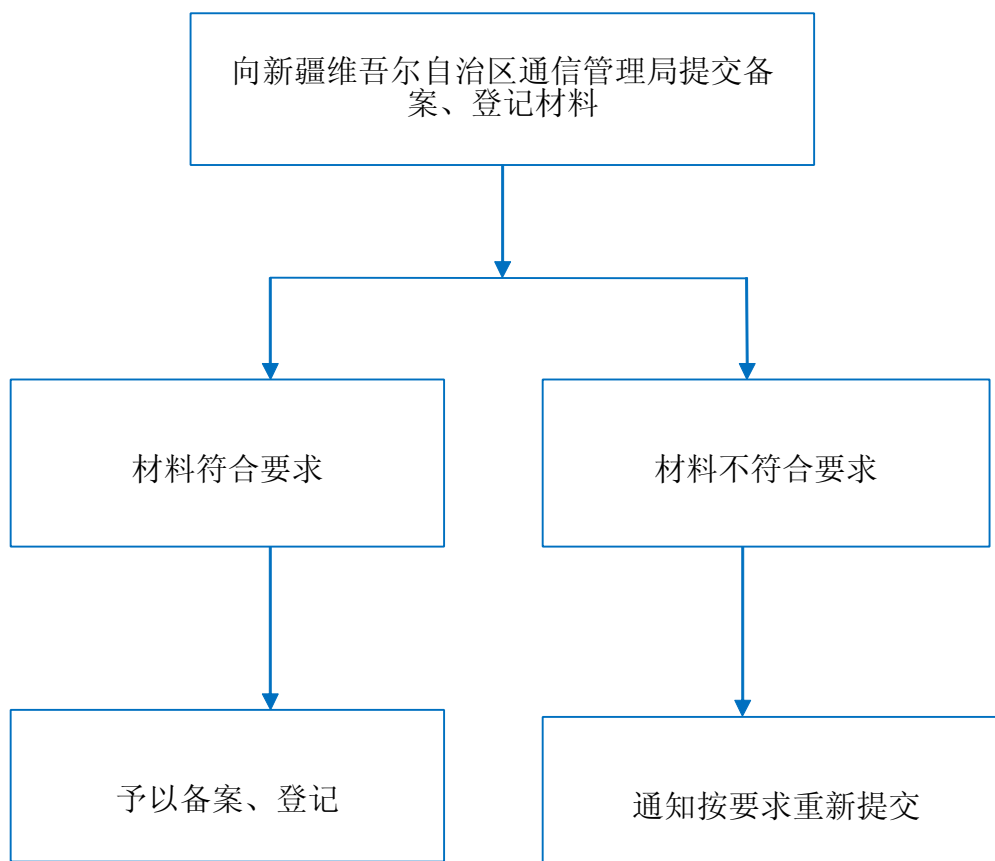 向新疆维吾尔自治区通信管理局提交备
案、登记材料
材料符合要求
材料不符合要求
予以备案、登记
通知按要求重新提交